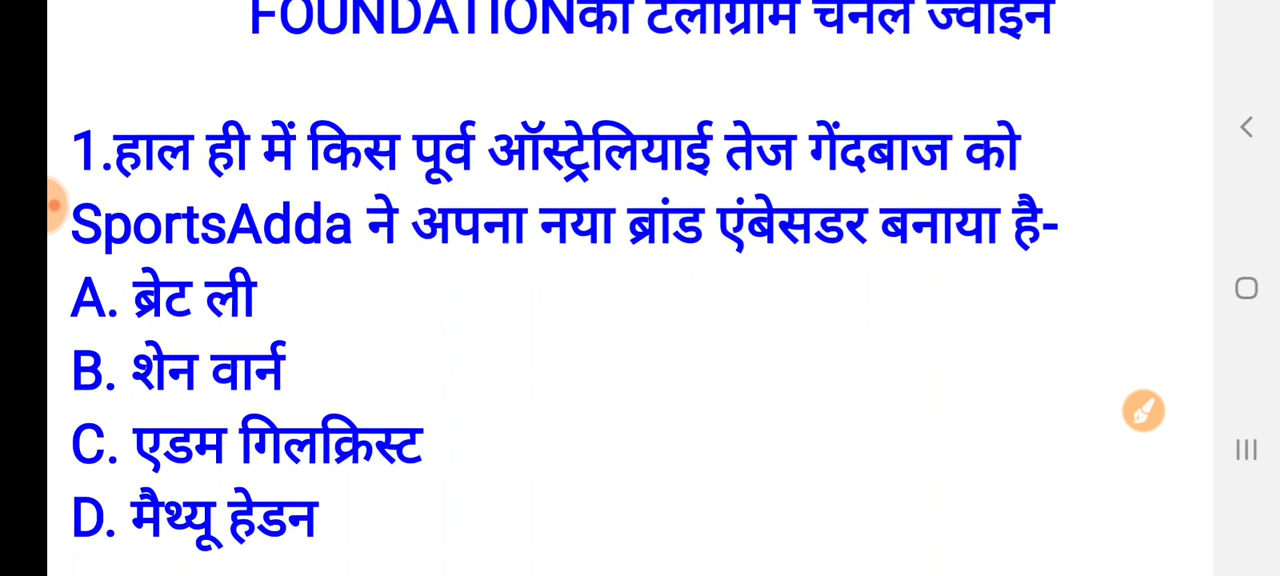 FOUNDATIONका टेलीग्राम चैनल ज्वाइन
1.हाल ही में किस पूर्व ऑस्ट्रेलियाई तेज गेंदबाज को
SportsAdda ने अपना नया ब्रांड एंबेसडर बनाया है-
A. ब्रेट ली
B. शेन वार्न
C. एडम गिलक्रिस्ट
D. मैथ्यू हेडन